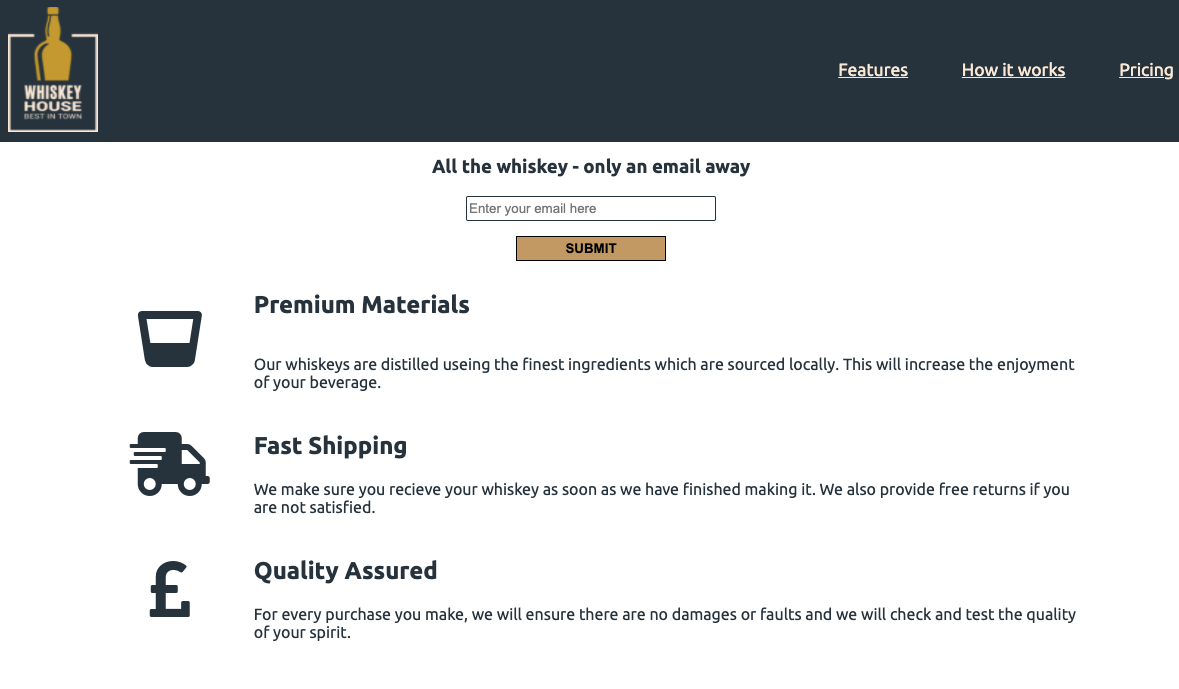 WHISKEY
HOUSE
BEST IN TOWN
Features
How it works
Pricing
All the whiskey - only an email away
Enter your email here
SUBMIT
Premium Materials
Our whiskeys are distilled useing the finest ingredients which are sourced locally. This will increase the enjoyment
of your beverage.
Fast Shipping
We make sure you recieve your whiskey as soon as we have finished making it. We also provide free returns if you
are not satisfied.
£
Quality Assured
For every purchase you make, we will ensure there are no damages or faults and we will check and test the quality
of your spirit.